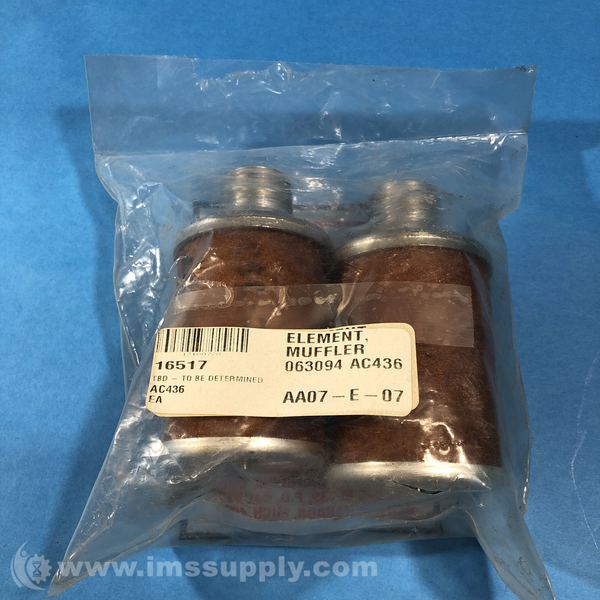 ELEMENT,
MUFFLER
16517
063094 AC436
TBD - TO BE DETERMINED
AC436
EA
AA07-E-07
www.imssupply.com